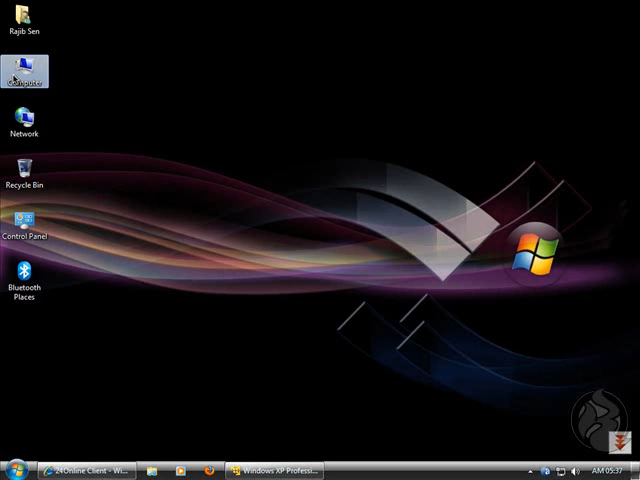 Rajib Sen
Computer
Network
Recycle Bin
Control Panel
Bluetooth
Places
24Online Client - Wi...
Windows XP Professi...
AM 05:37